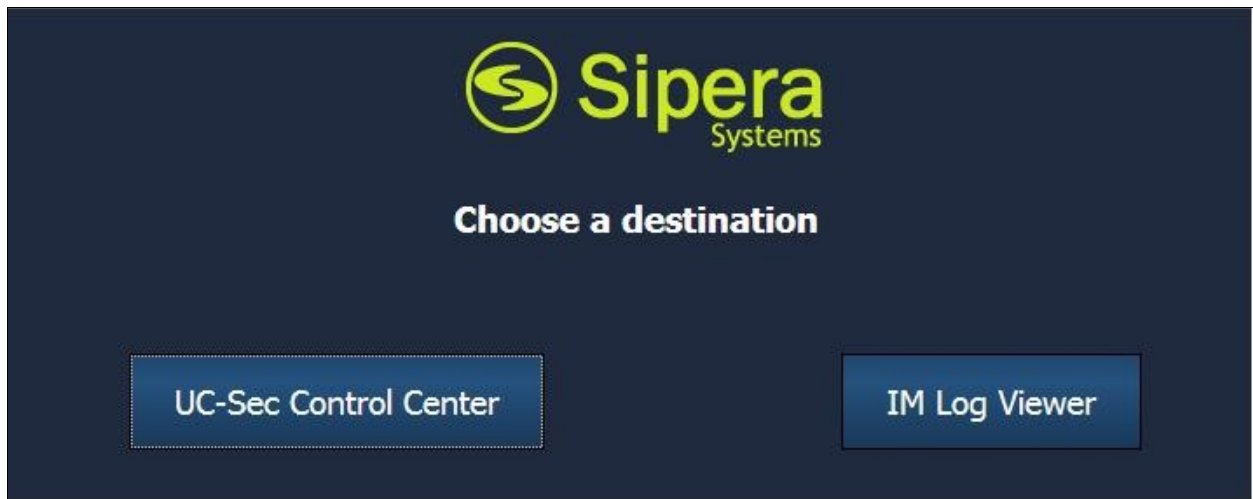 Sipera
Systems
Choose a destination
UC-Sec Control Center
IM Log Viewer